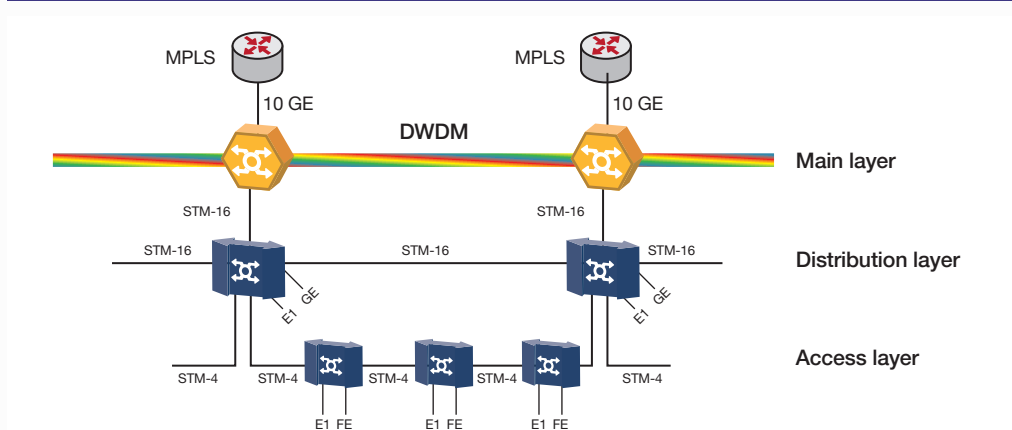 MPLS
MPLS
10 GE
10 GE
DWDM
Main layer
STM-16
STM-16
STM-16
STM-16
STM-16
Distribution layer
GE
GE
E1
E1
Access layer
STM-4
STM-4
STM-4
STM-4
STM-4
E1 FE
E1 FE
E1 FE